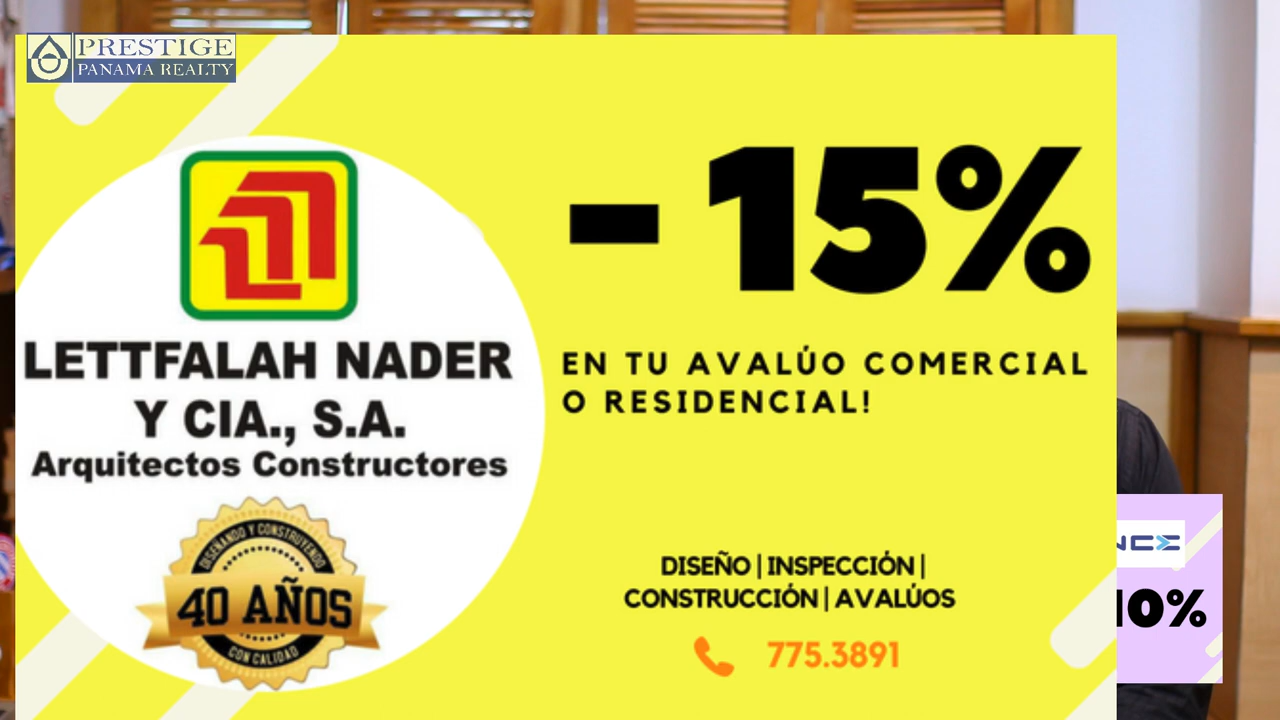 PRESTIGE
PANAMA REALTY
- 15%
LETTFALAH NADER
Y CIA., S.A.
Arquitectos Constructores
EN TU AVALÚO COMERCIAL
O RESIDENCIAL!
DISEÑANDO Y CONSTRUYENDO
40 AÑOS
CON CALIDAD
DISEÑO | INSPECCIÓN |
CONSTRUCCIÓN | AVALÚOS
775.3891
10%